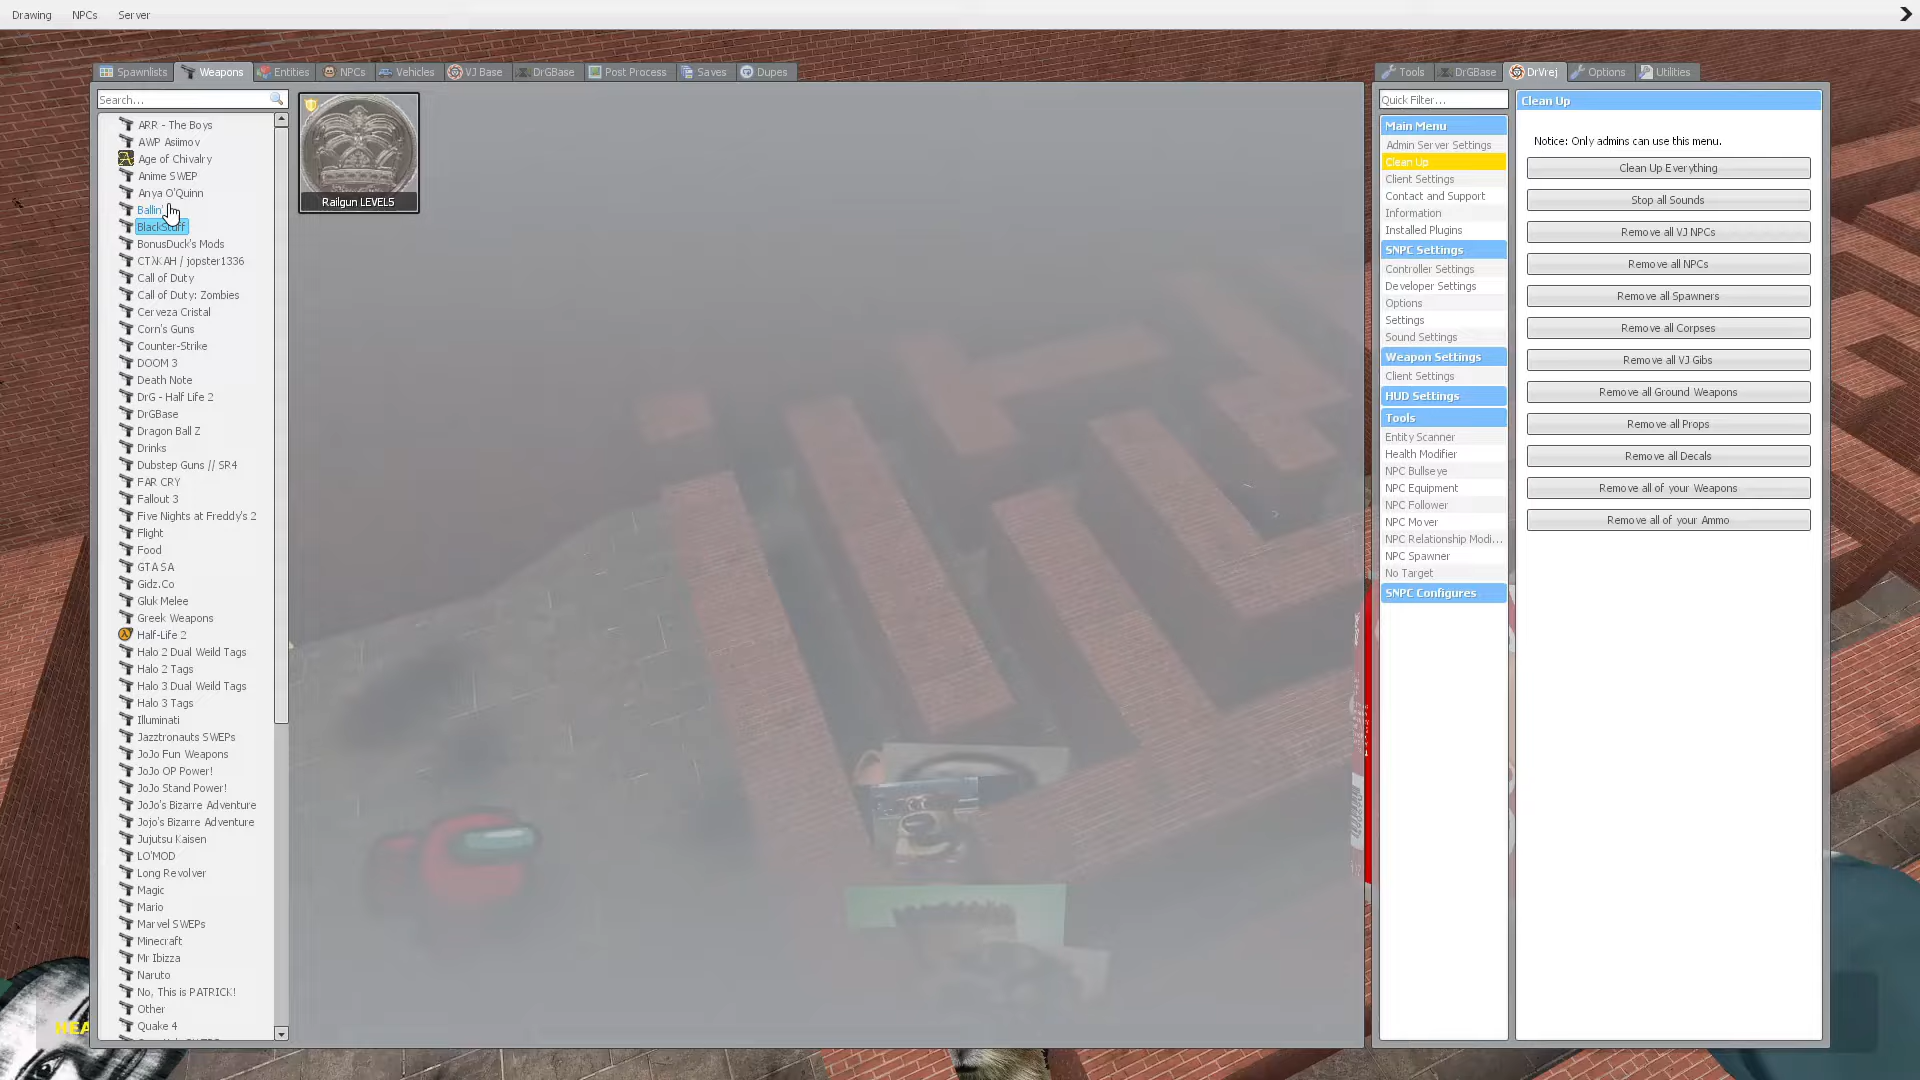 Drawing NPCs Server
Spawnlists Weapons Entities NPCs Vehicles VJ Base DrGBase Post Process Saves Dupes
Search...
ARR - The Boys
AWP Asiimov
Age of Chivalry
Anime SWEP
Anya O'Quinn
Ballin'
BlackStuff
BonusDuck's Mods
CTλKAH / jopster1336
Call of Duty
Call of Duty: Zombies
Cerveza Cristal
Corn's Guns
Counter-Strike
DOOM 3
Death Note
DrG - Half Life 2
DrGBase
Dragon Ball Z
Drinks
Dubstep Guns // SR4
FAR CRY
Fallout 3
Five Nights at Freddy's 2
Flight
Food
GTA SA
Gidz.Co
Gluk Melee
Greek Weapons
Half-Life 2
Halo 2 Dual Weild Tags
Halo 2 Tags
Halo 3 Dual Weild Tags
Halo 3 Tags
Illuminati
Jazztronauts SWEPs
JoJo Fun Weapons
JoJo OP Power!
JoJo Stand Power!
JoJo's Bizarre Adventure
Jojo's Bizarre Adventure
Jujutsu Kaisen
LO'MOD
Long Revolver
Magic
Mario
Marvel SWEPs
Minecraft
Mr Ibizza
Naruto
No, This is PATRICK!
Other
Quake 4
Railgun LEVEL5
HEA
Tools DrGBase DrVrej Options Utilities
Quick Filter...
Main Menu
Admin Server Settings
Clean Up
Client Settings
Contact and Support
Information
Installed Plugins
SNPC Settings
Controller Settings
Developer Settings
Options
Settings
Sound Settings
Weapon Settings
Client Settings
HUD Settings
Tools
Entity Scanner
Health Modifier
NPC Bullseye
NPC Equipment
NPC Follower
NPC Mover
NPC Relationship Modi...
NPC Spawner
No Target
SNPC Configures
Clean Up
Notice: Only admins can use this menu.
Clean Up Everything
Stop all Sounds
Remove all VJ NPCs
Remove all NPCs
Remove all Spawners
Remove all Corpses
Remove all VJ Gibs
Remove all Ground Weapons
Remove all Props
Remove all Decals
Remove all of your Weapons
Remove all of your Ammo